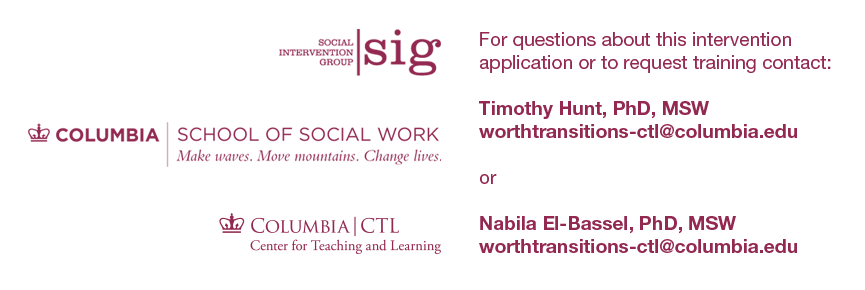 SOCIAL
INTERVENTION
GROUP
sig
COLUMBIA
SCHOOL OF SOCIAL WORK
Make waves. Move mountains. Change lives.
COLUMBIA | CTL
Center for Teaching and Learning
For questions about this intervention
application or to request training contact:
Timothy Hunt, PhD, MSW
worthtransitions-ctl@columbia.edu
or
Nabila El-Bassel, PhD, MSW
worthtransitions-ctl@columbia.edu